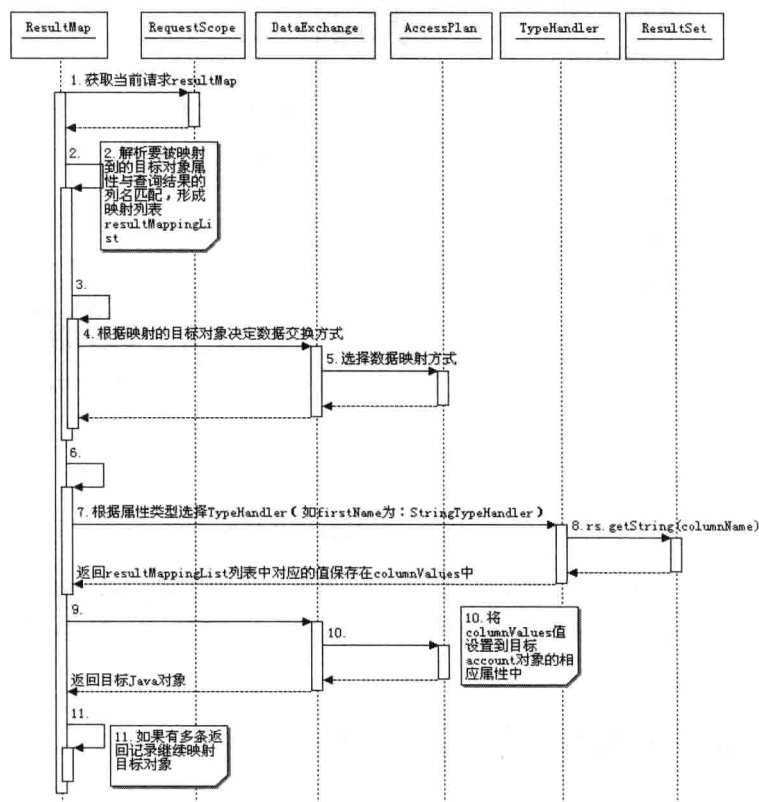 ResultMap
RequestScope
DataExchange
AccessPlan
TypeHandler
ResultSet
1.获取当前请求resultMap
2.
2.解析要被映射
到的目标对象属
性与查询结果的
列名匹配,形成
映射列表
resultMappingLi
st
3.
4.根据映射的目标对象决定数据交换方式
5.选择数据映射方式
6.
7.根据属性类型选择TypeHandler(如firstName为:StringTypeHandler)
8.rs.getString(columnName)
返回resultMappingList列表中对应的值保存在columnValues中
9.
10.
10.将
columnValues值
设置到目标
account对象的相
应属性中
返回目标Java对象
11.
11.如果有多条返
回记录继续映射
目标对象